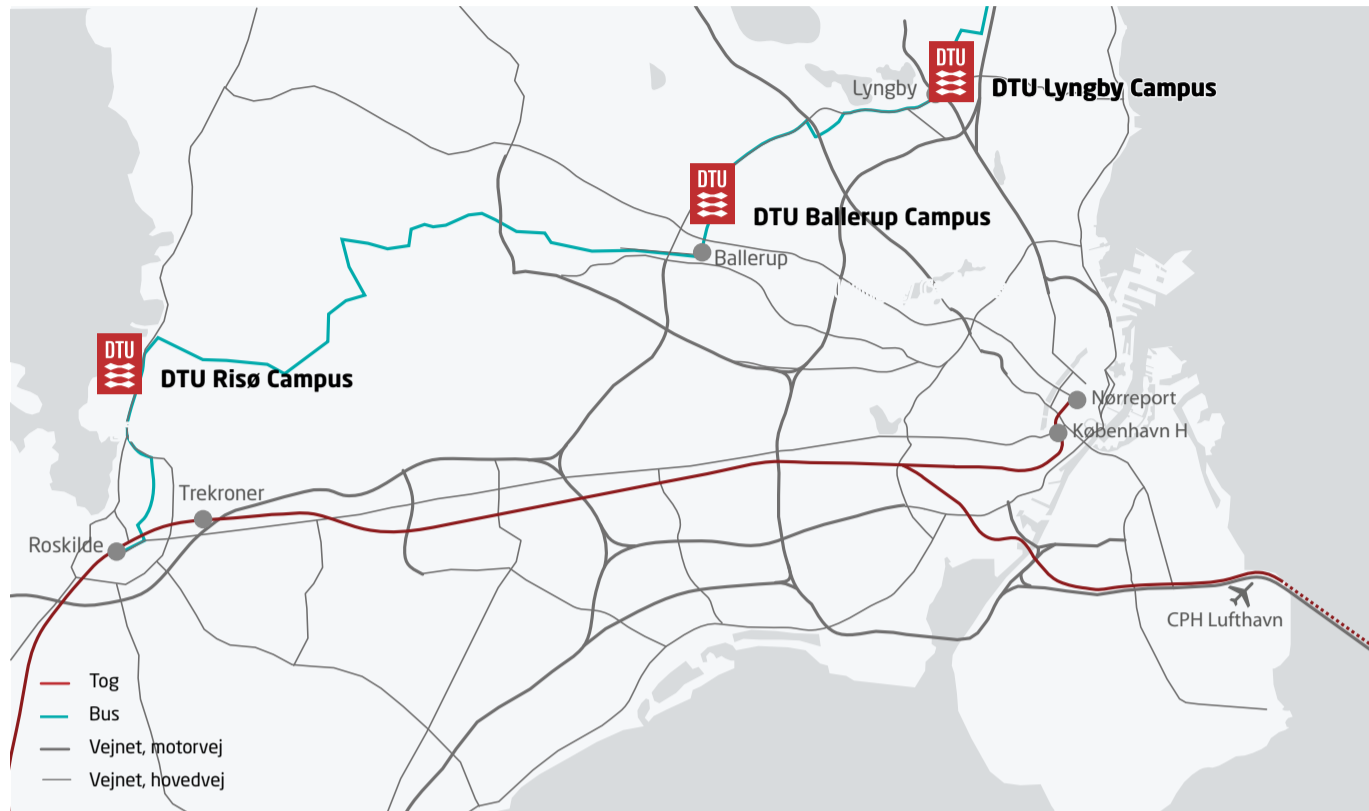 DTU
Lyngby
DTU Lyngby Campus
DTU
DTU Ballerup Campus
Ballerup
DTU
DTU Risø Campus
Nørreport
København H
Trekroner
Roskilde
CPH Lufthavn
Tog
Bus
Vejnet, motorvej
Vejnet, hovedvej